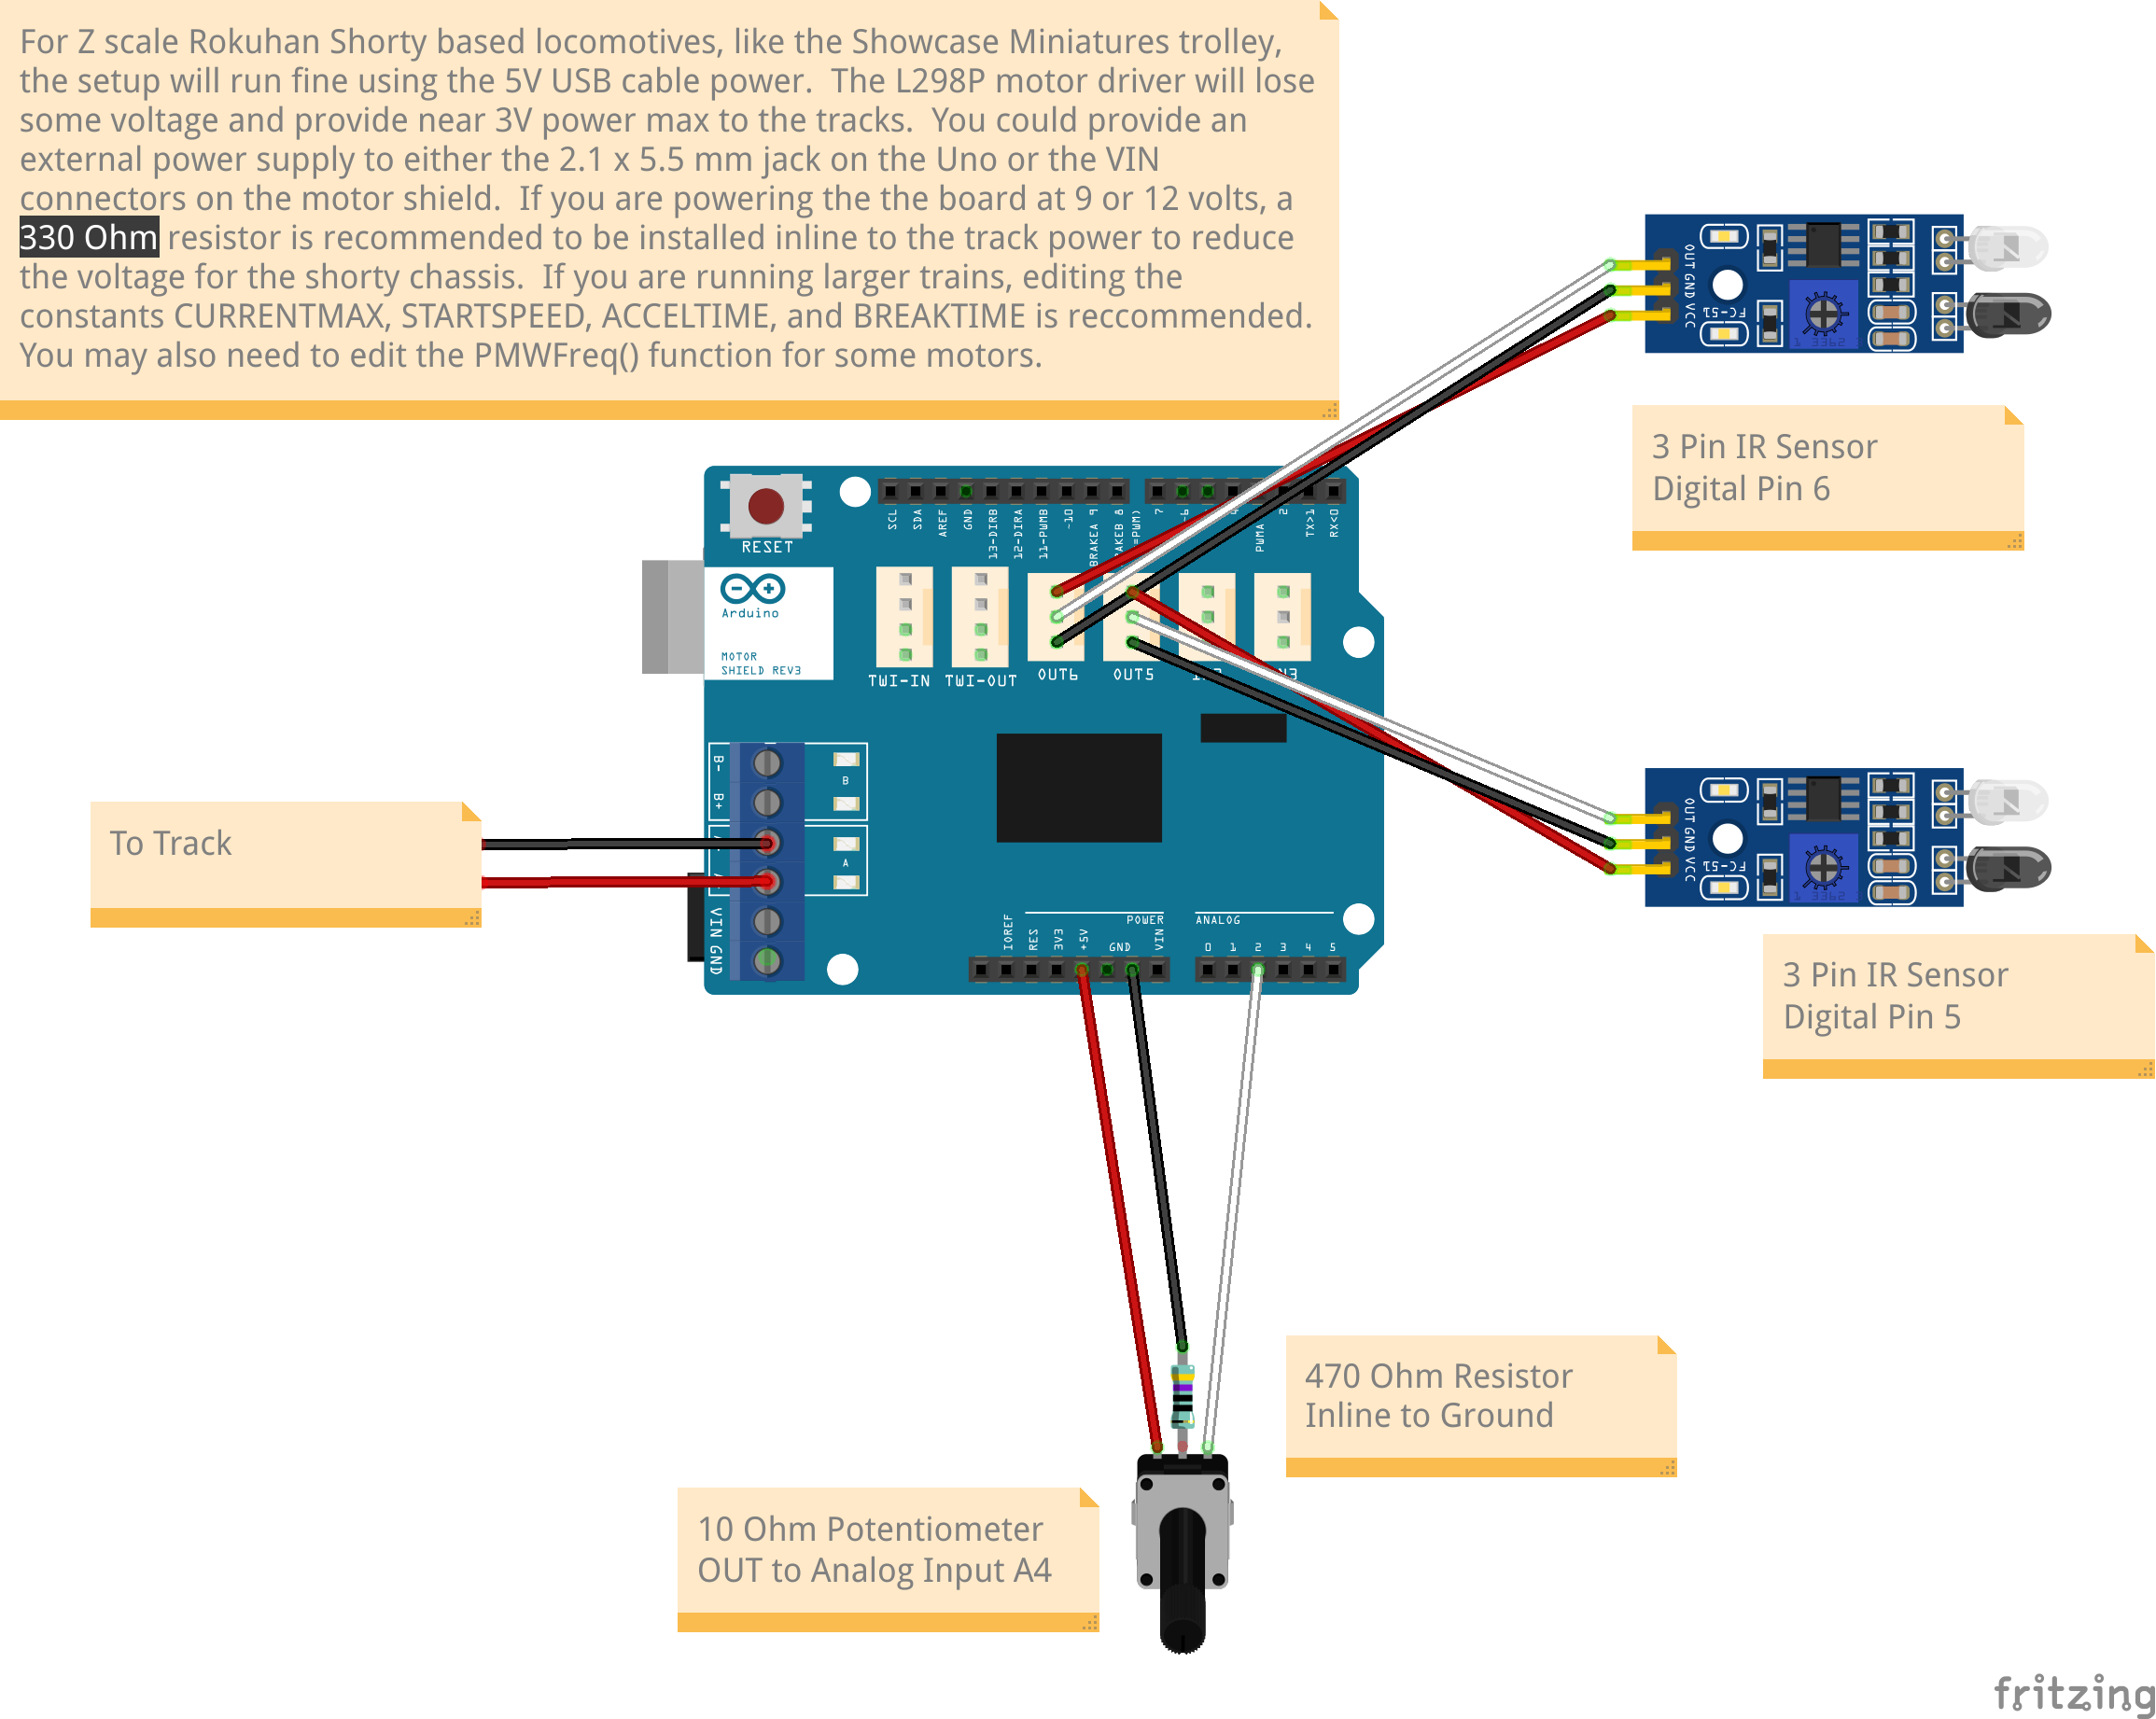 For Z scale Rokuhan Shorty based locomotives, like the Showcase Miniatures trolley,
the setup will run fine using the 5V USB cable power.  The L298P motor driver will lose
some voltage and provide near 3V power max to the tracks.  You could provide an
external power supply to either the 2.1 x 5.5 mm jack on the Uno or the VIN
connectors on the motor shield.  If you are powering the the board at 9 or 12 volts, a
330 Ohm resistor is recommended to be installed inline to the track power to reduce
the voltage for the shorty chassis.  If you are running larger trains, editing the
constants CURRENTMAX, STARTSPEED, ACCELTIME, and BREAKTIME is reccommended.
You may also need to edit the PMWFreq() function for some motors.
OUT GND VCC
FC-51
3362
3 Pin IR Sensor
Digital Pin 6
RESET
SCL
SDA
AREF
GND
13-DIRB
12-DIRA
11-PWMB
~10
BRAKEA 9
8
=PWM)
7
~6
4
PWMA
2
TX>1
RX<0
Arduino
MOTOR
SHIELD REV3
TWI-IN
TWI-OUT
OUT6
OUT5
B-
B+
B
A
VIN GND
To Track
OUT GND VCC
FC-51
3362
3 Pin IR Sensor
Digital Pin 5
IOREF
RES
3V3
+5V
GND
VIN
POWER
ANALOG
0 1 2 3 4 5
470 Ohm Resistor
Inline to Ground
10 Ohm Potentiometer
OUT to Analog Input A4
fritzing